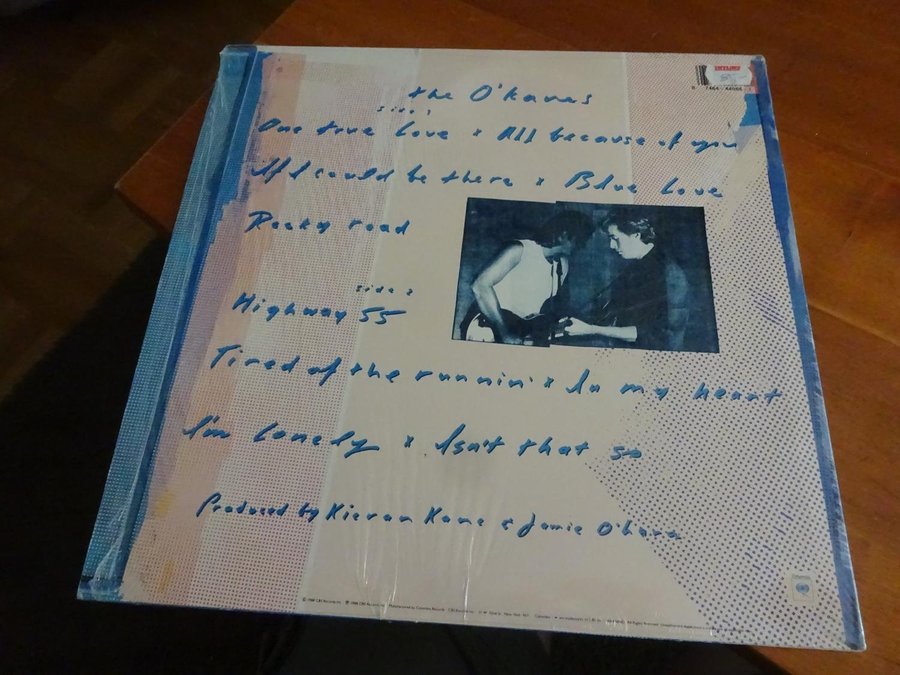 the O'Kanes
side 1
One true Love x All because of you
If I could be there x Blue Love
Rocky road
side 2
Highway 55
Tired of the runnin' x In my heart
I'm lonely x Isn't that so
Produced by Kieran Kane & Jamie O'hara